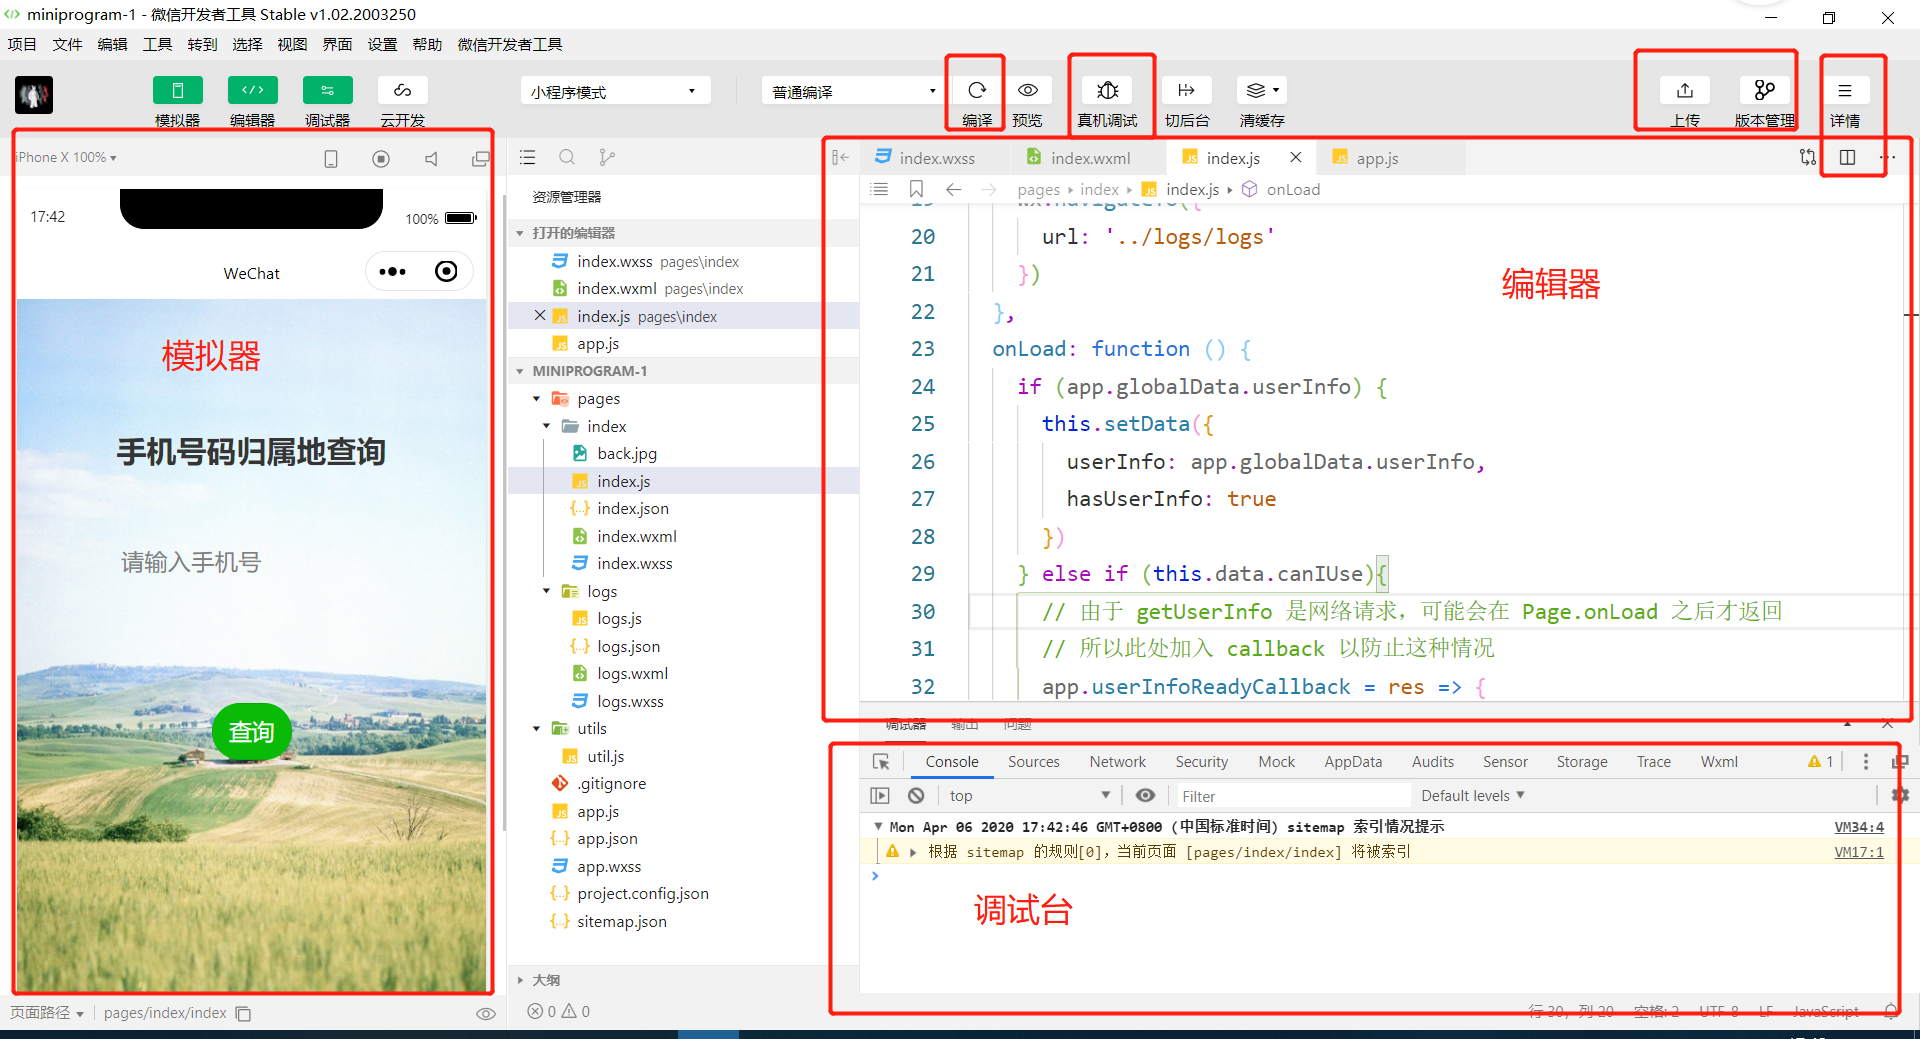 miniprogram-1 - 微信开发者工具 Stable v1.02.2003250
项目 文件 编辑 工具 转到 选择 视图 界面 设置 帮助 微信开发者工具
小程序模式 普通编译
模拟器 编辑器 调试器 云开发 编译 预览 真机调试 切后台 清缓存 上传 版本管理 详情
iPhone X 100%
17:42
100%
WeChat
模拟器
手机号码归属地查询
请输入手机号
查询
页面路径 pages/index/index
资源管理器
打开的编辑器
index.wxss pages\index
index.wxml pages\index
index.js pages\index
app.js
MINIPROGRAM-1
pages
index
back.jpg
index.js
index.json
index.wxml
index.wxss
logs
logs.js
logs.json
logs.wxml
logs.wxss
utils
util.js
.gitignore
app.js
app.json
app.wxss
project.config.json
sitemap.json
大纲
0 0
index.wxss index.wxml index.js app.js
pages index index.js onLoad
19 wx.navigateTo({
20 url: '../logs/logs'
21 })
22 },
23 onLoad: function () {
24 if (app.globalData.userInfo) {
25 this.setData({
26 userInfo: app.globalData.userInfo,
27 hasUserInfo: true
28 })
29 } else if (this.data.canIUse){
30 // 由于 getUserInfo 是网络请求，可能会在 Page.onLoad 之后才返回
31 // 所以此处加入 callback 以防止这种情况
32 app.userInfoReadyCallback = res => {
编辑器
调试器 输出 问题
Console Sources Network Security Mock AppData Audits Sensor Storage Trace Wxml 1
top Filter Default levels
Mon Apr 06 2020 17:42:46 GMT+0800 (中国标准时间) sitemap 索引情况提示 VM34:4
根据 sitemap 的规则[0]，当前页面 [pages/index/index] 将被索引 VM17:1
调试台
行 30，列 20 空格: 2 UTF-8 LF JavaScript